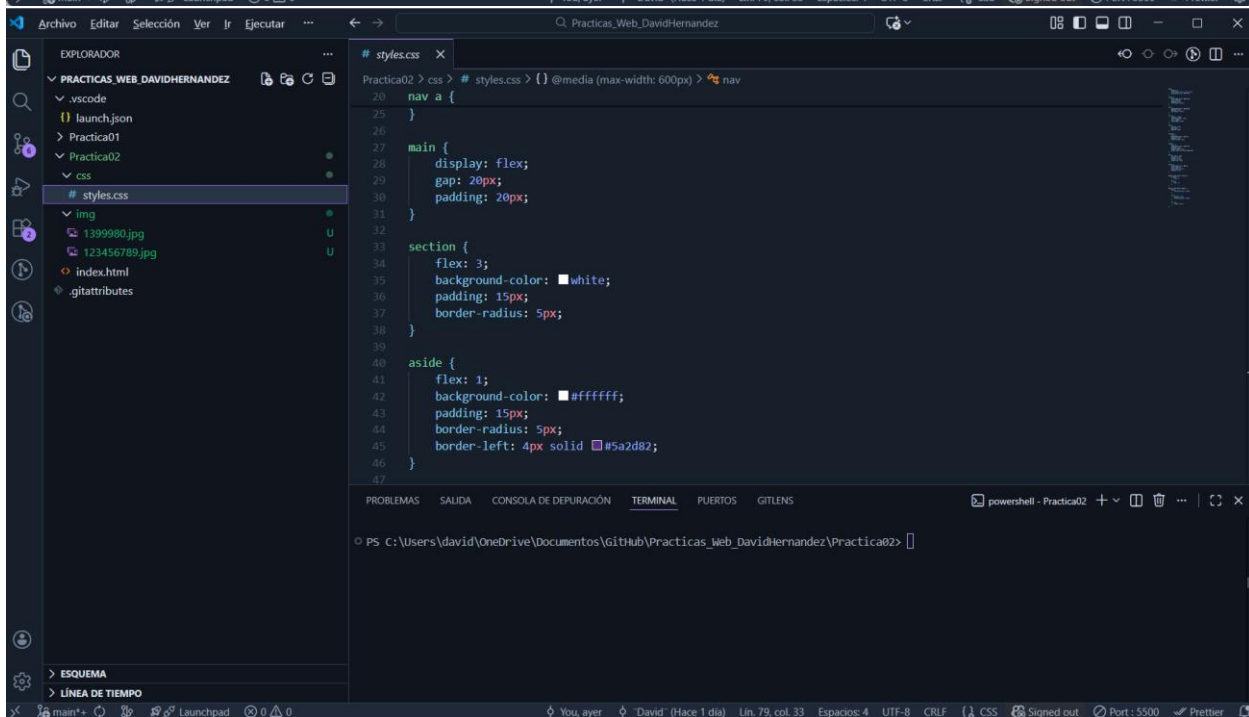 Archivo Editar Selección Ver Ir Ejecutar ···
Practicas_Web_DavidHernandez
EXPLORADOR
PRACTICAS_WEB_DAVIDHERNANDEZ
.vscode
{} launch.json
Practica01
Practica02
css
# styles.css
img
1399980.jpg U
123456789.jpg U
<> index.html
.gitattributes
ESQUEMA
LÍNEA DE TIEMPO
6
2
# styles.css
Practica02 > css > # styles.css > {} @media (max-width: 600px) > nav
20 nav a {
25 }
26
27 main {
28 display: flex;
29 gap: 20px;
30 padding: 20px;
31 }
32
33 section {
34 flex: 3;
35 background-color: white;
36 padding: 15px;
37 border-radius: 5px;
38 }
39
40 aside {
41 flex: 1;
42 background-color: #ffffff;
43 padding: 15px;
44 border-radius: 5px;
45 border-left: 4px solid #5a2d82;
46 }
47
PROBLEMAS SALIDA CONSOLA DE DEPURACIÓN TERMINAL PUERTOS GITLENS
powershell - Practica02
PS C:\Users\david\OneDrive\Documentos\GitHub\Practicas_Web_DavidHernandez\Practica02>
main*+ Launchpad 0 0
You, ayer "David" (Hace 1 día) Lín. 79, col. 33 Espacios: 4 UTF-8 CRLF CSS Signed out Port : 5500 Prettier